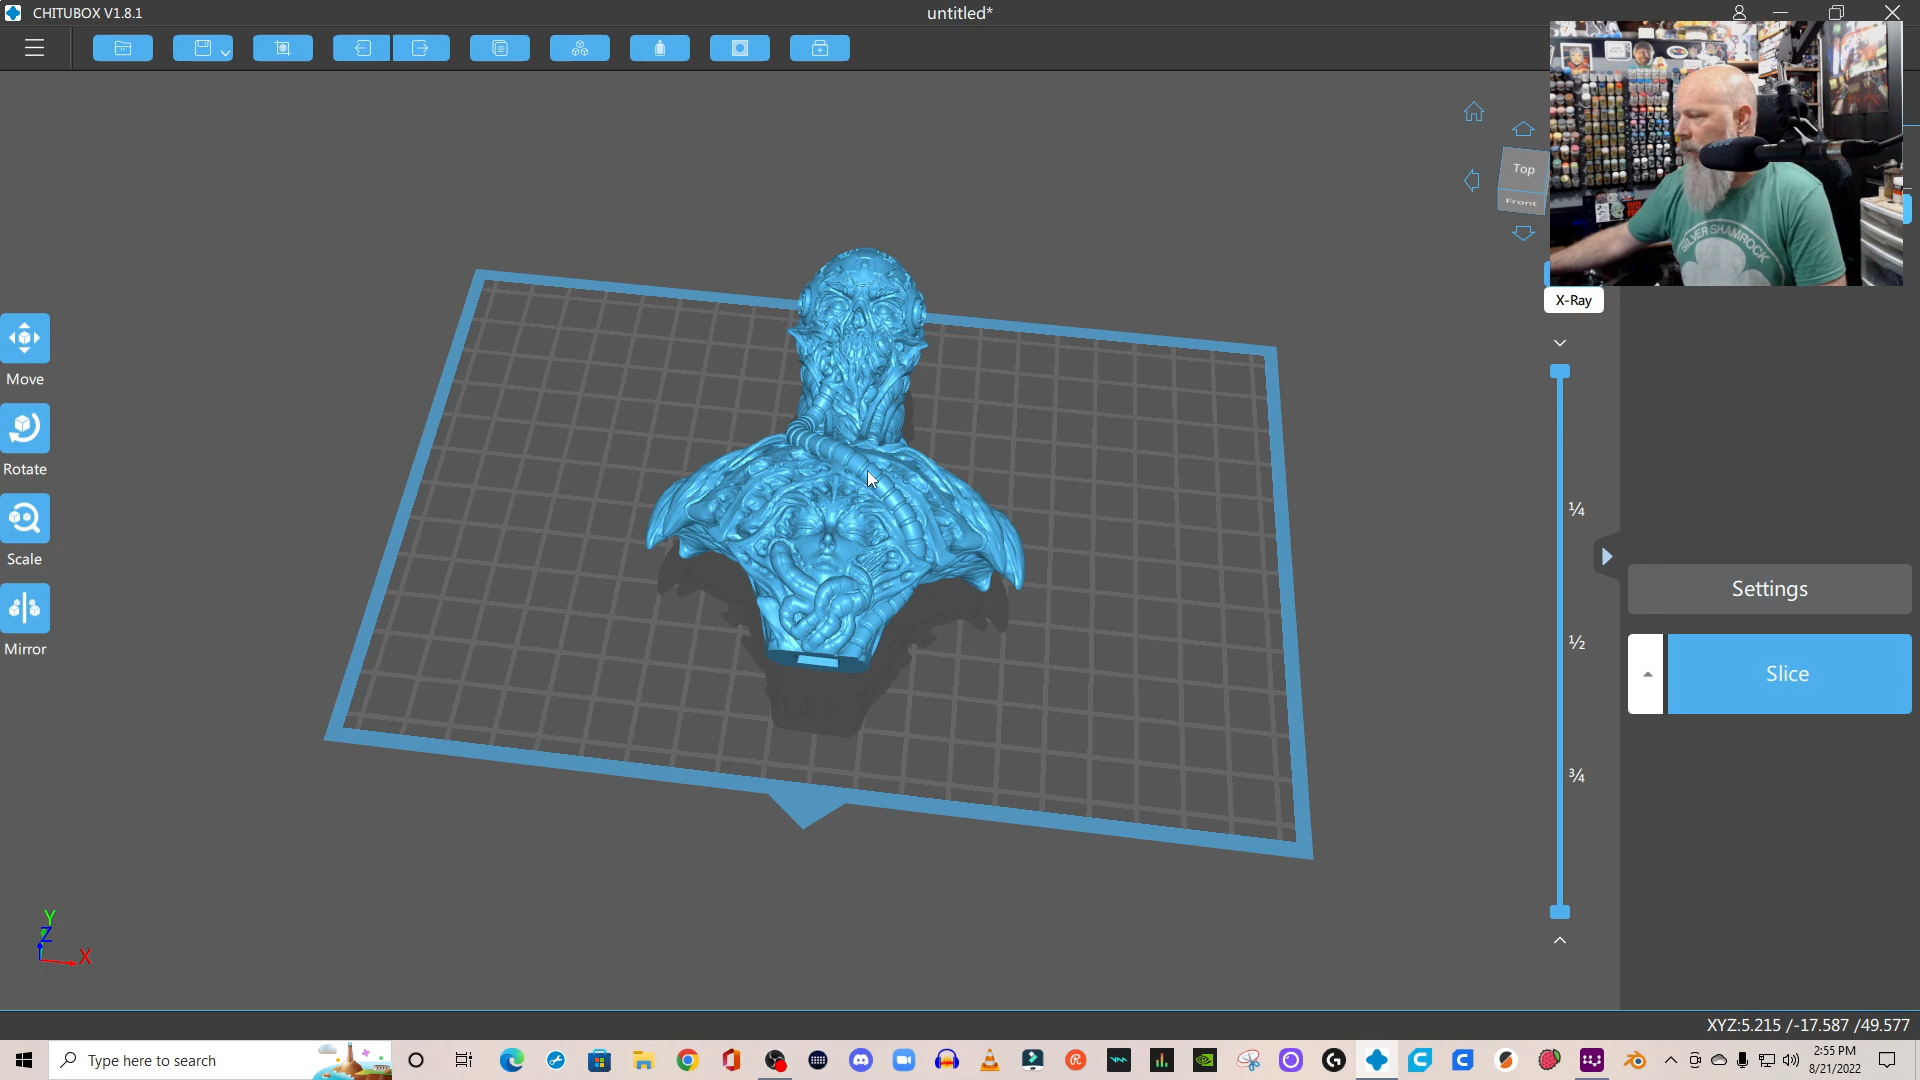 CHITUBOX V1.8.1
untitled*
Top
Front
SILVER SHAMROCK
X-Ray
Move
Rotate
Scale
Mirror
¼
½
¾
Settings
Slice
Y
Z
X
XYZ:5.215 /-17.587 /49.577
Type here to search
2:55 PM
8/21/2022